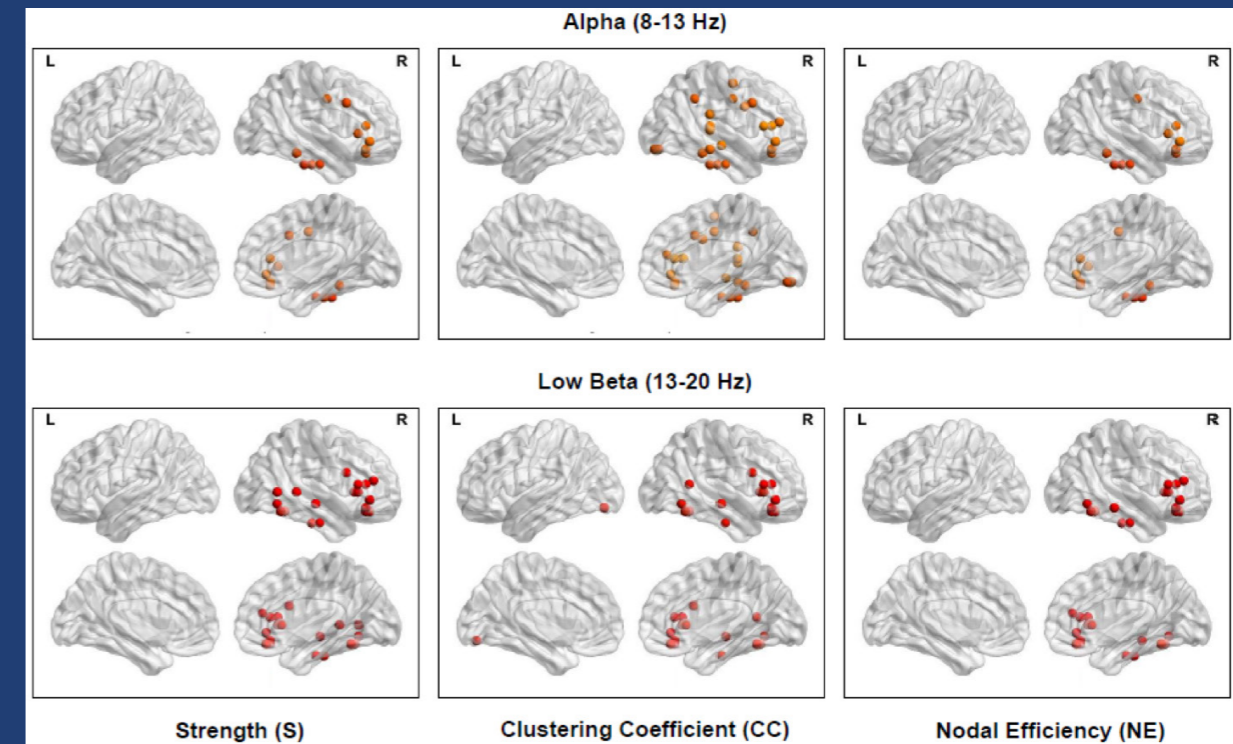 Alpha (8-13 Hz)
L R
L R
L R
Low Beta (13-20 Hz)
L R
L R
L R
Strength (S)
Clustering Coefficient (CC)
Nodal Efficiency (NE)